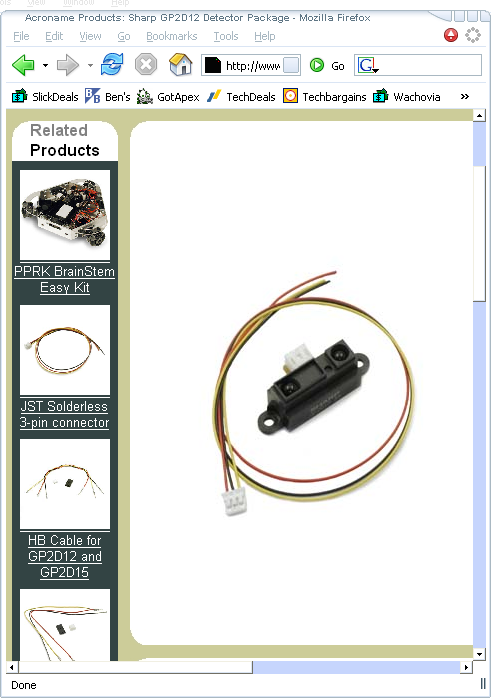 Acroname Products: Sharp GP2D12 Detector Package - Mozilla Firefox
File Edit View Go Bookmarks Tools Help
http://www Go G
SlickDeals Ben's GotApex TechDeals Techbargains Wachovia »
Related
Products
PPRK BrainStem
Easy Kit
JST Solderless
3-pin connector
HB Cable for
GP2D12 and
GP2D15
SHARP
Done